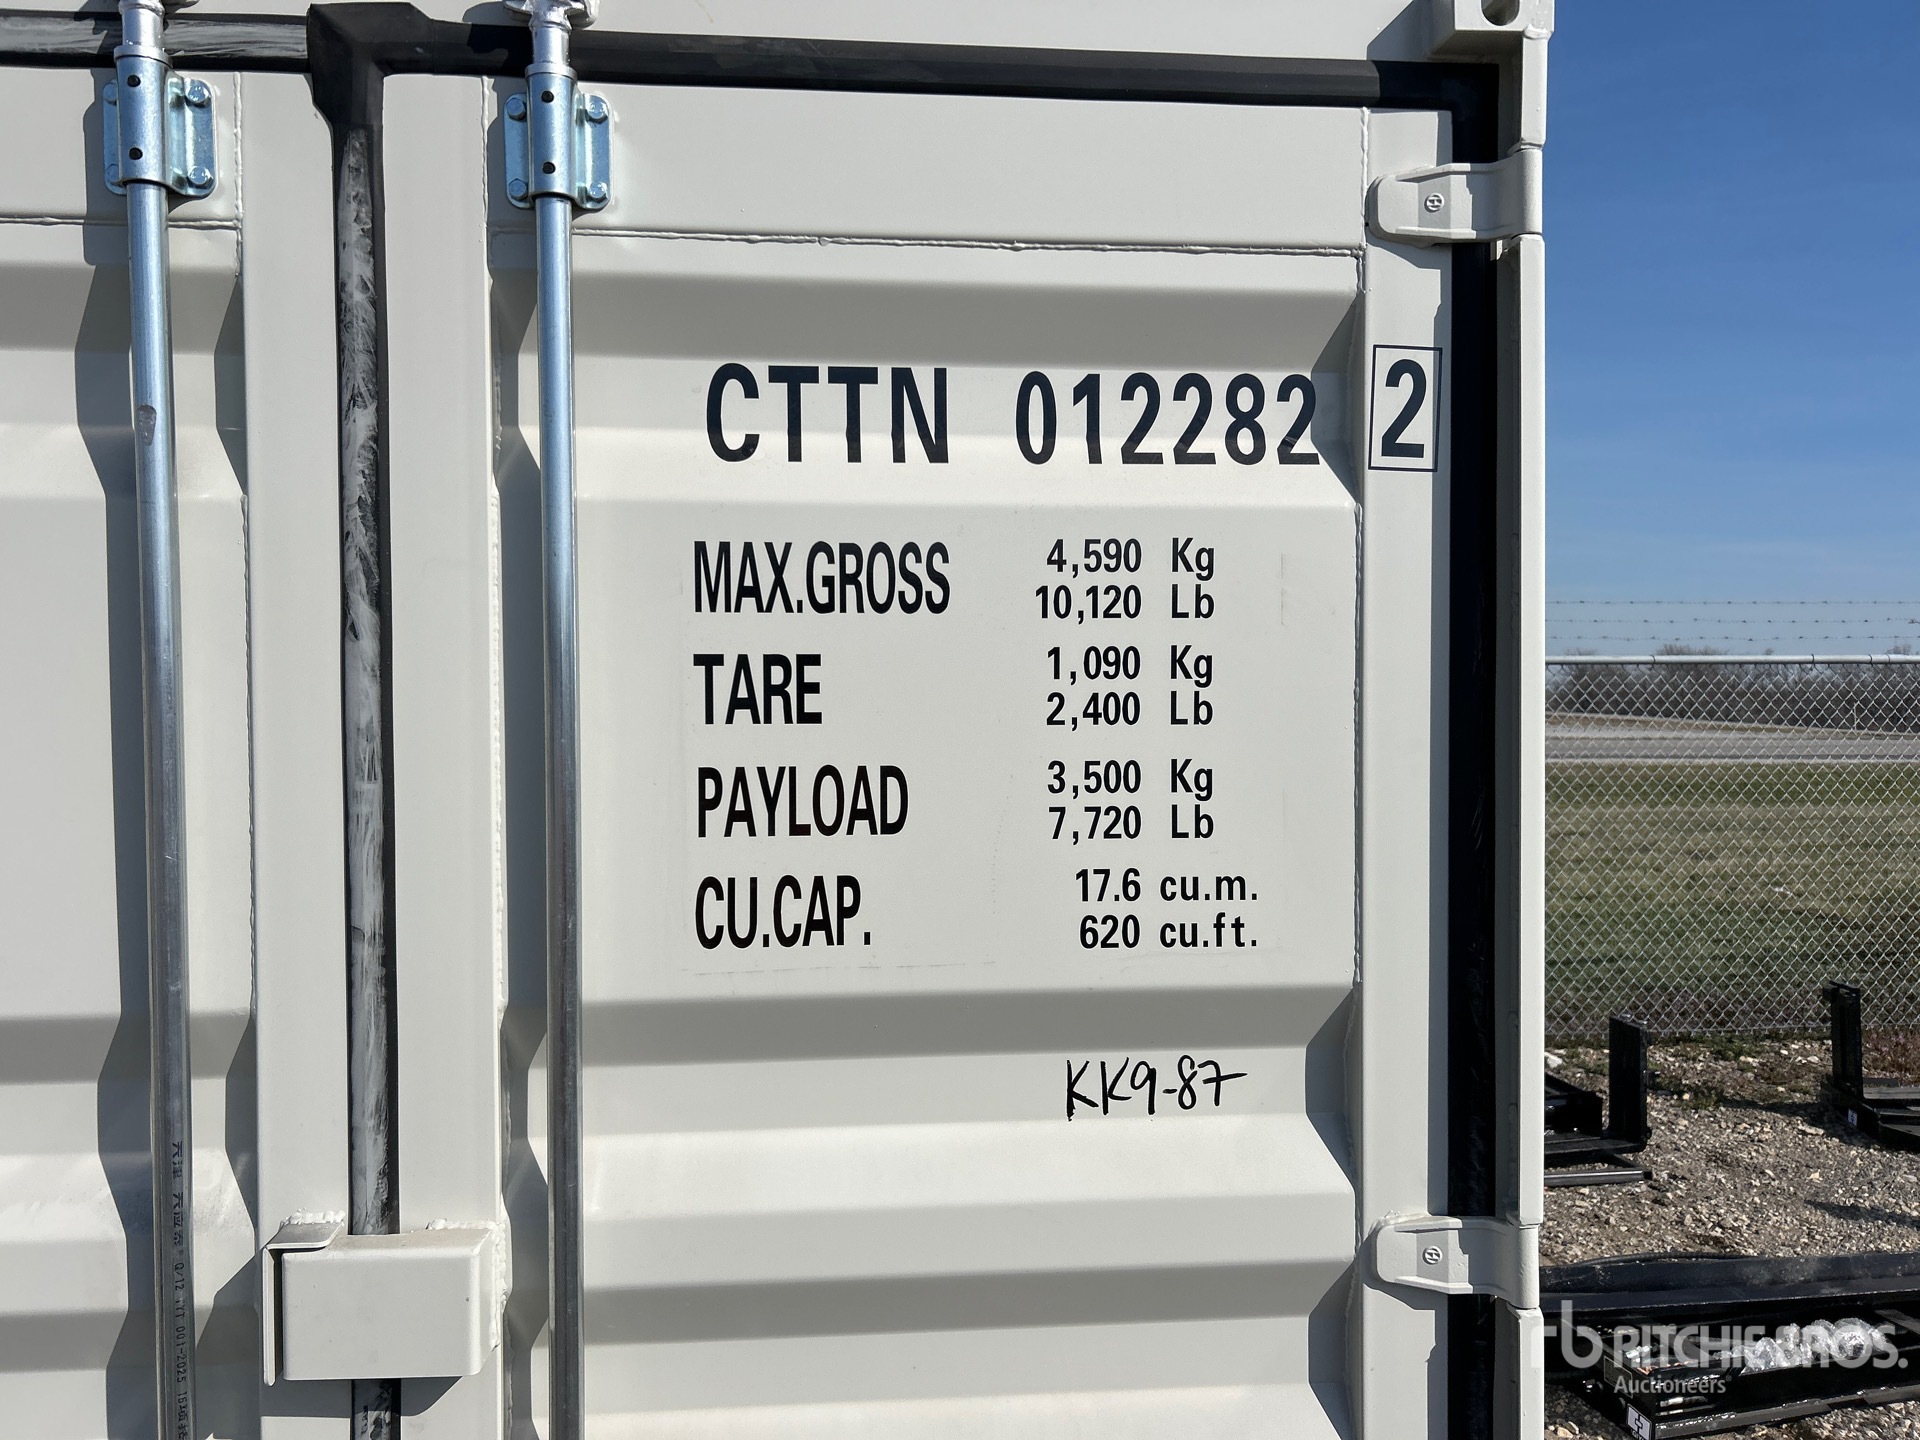 CTTN 012282 2
MAX.GROSS 4,590 Kg
10,120 Lb
TARE 1,090 Kg
2,400 Lb
PAYLOAD 3,500 Kg
7,720 Lb
CU.CAP. 17.6 cu.m.
620 cu.ft.
KK9-87
rb RITCHIE BROS.
Auctioneers